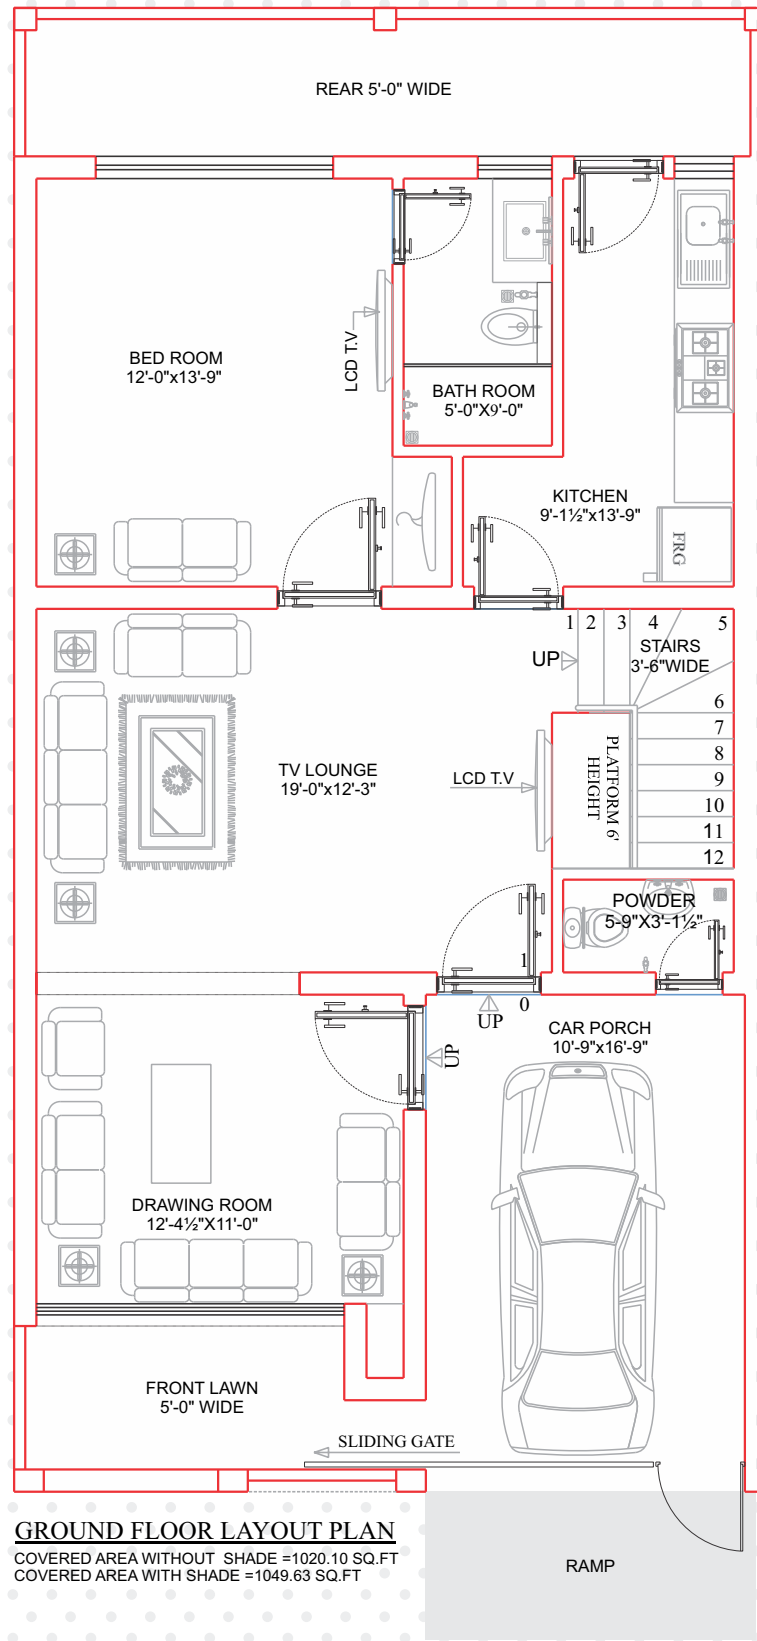 REAR 5'-0" WIDE
BED ROOM
12'-0"x13'-9"
LCD T.V
BATH ROOM
5'-0"X9'-0"
KITCHEN
9'-1½"x13'-9"
FRG
1 2 3 4 5
STAIRS
3'-6"WIDE
UP
6
7
8
9
10
11
12
PLATFORM 6'
HEIGHT
TV LOUNGE
19'-0"x12'-3"
LCD T.V
POWDER
5-9"X3'-1½"
1
0
UP
UP
CAR PORCH
10'-9"x16'-9"
DRAWING ROOM
12'-4½"X11'-0"
FRONT LAWN
5'-0" WIDE
SLIDING GATE
GROUND FLOOR LAYOUT PLAN
COVERED AREA WITHOUT SHADE =1020.10 SQ.FT
COVERED AREA WITH SHADE =1049.63 SQ.FT
RAMP